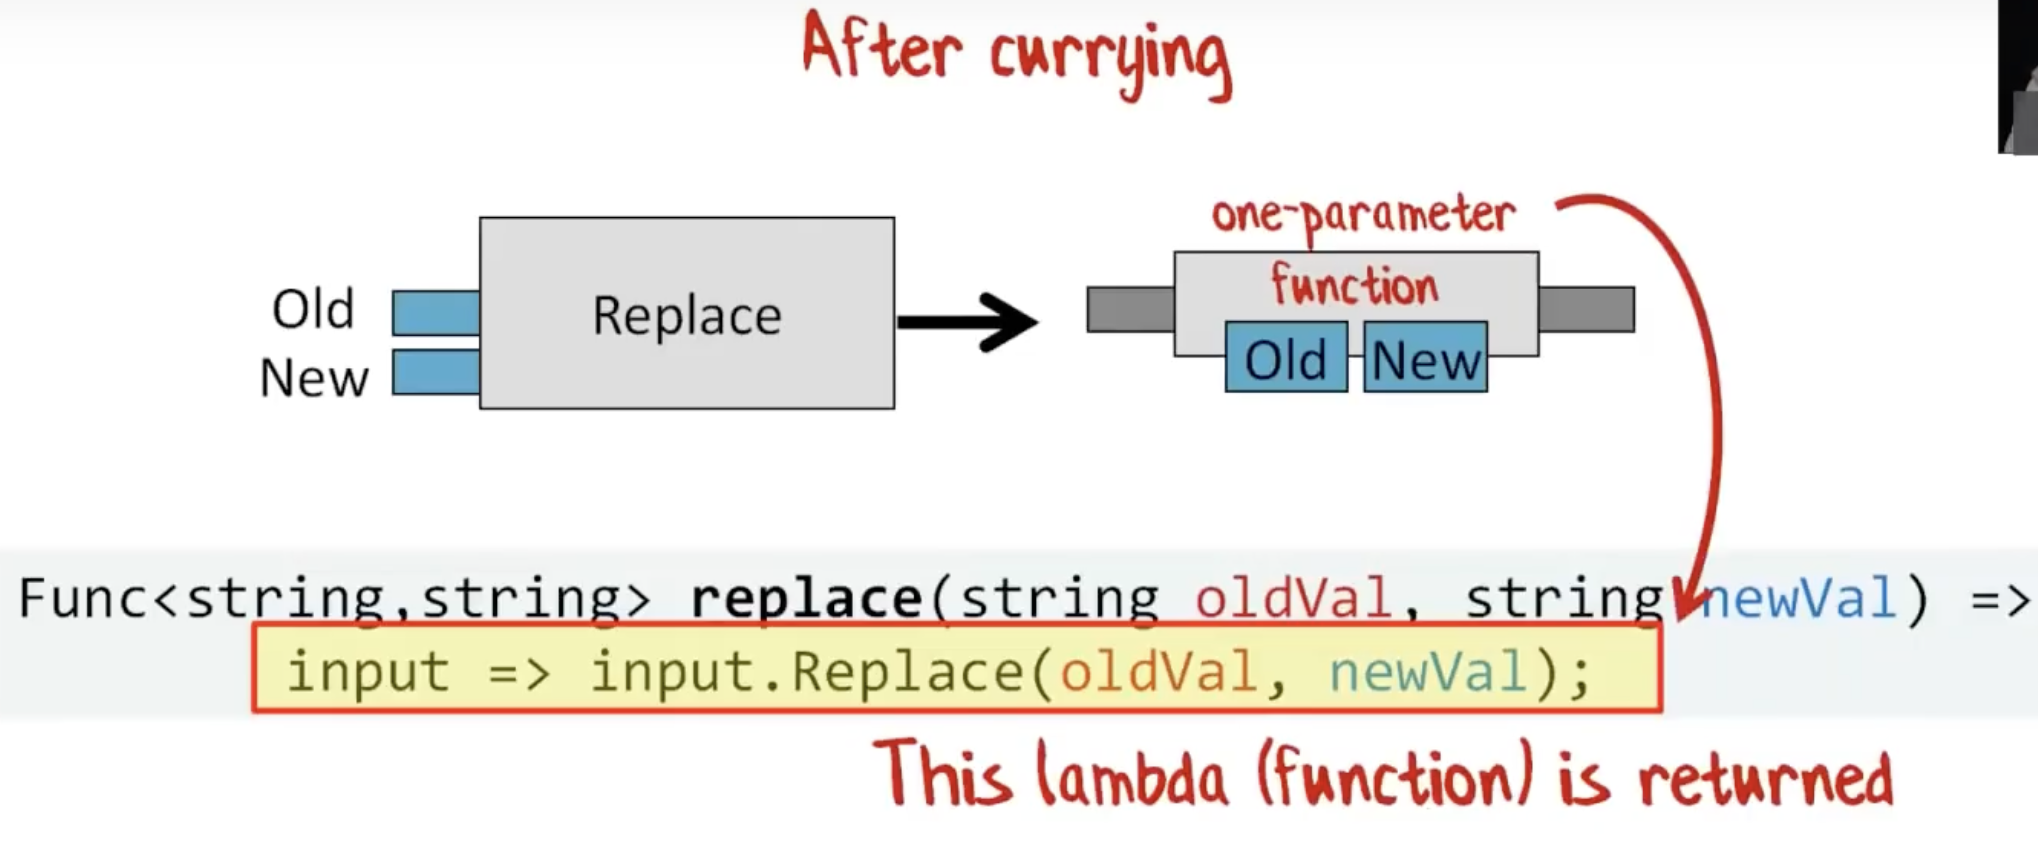 After currying
one-parameter
function
Old
New
Replace
Old New
Func<string,string> replace(string oldVal, string newVal) =>
input => input.Replace(oldVal, newVal);
This lambda (function) is returned